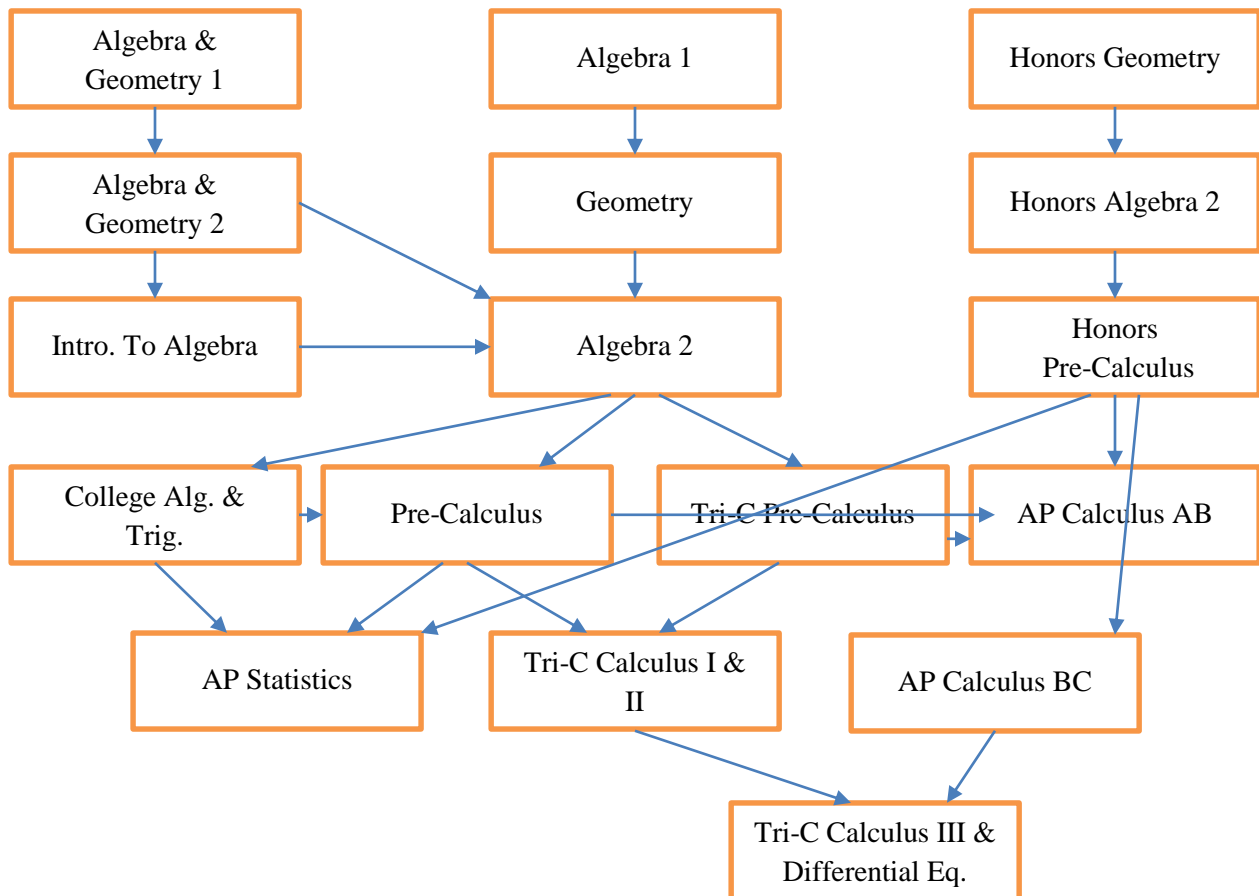 Algebra &
Geometry 1
Algebra 1
Honors Geometry
Algebra &
Geometry 2
Geometry
Honors Algebra 2
Intro. To Algebra
Algebra 2
Honors
Pre-Calculus
College Alg. &
Trig.
Pre-Calculus
Tri-C Pre-Calculus
AP Calculus AB
AP Statistics
Tri-C Calculus I &
II
AP Calculus BC
Tri-C Calculus III &
Differential Eq.